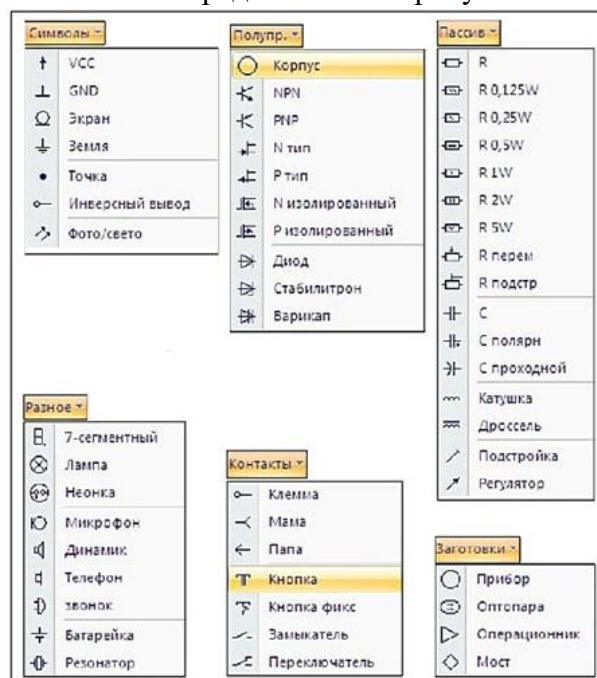 Символы
VCC
GND
Экран
Земля
Точка
Инверсный вывод
Фото/свето
Полупр.
Корпус
NPN
PNP
N тип
P тип
N изолированный
P изолированный
Диод
Стабилитрон
Варикап
Пассив
R
R 0,125W
R 0,25W
R 0,5W
R 1W
R 2W
R 5W
R перем
R подстр
C
C полярн
C проходной
Катушка
Дроссель
Подстройка
Регулятор
Разное
7-сегментный
Лампа
Неонка
Микрофон
Динамик
Телефон
звонок
Батарейка
Резонатор
Контакты
Клемма
Мама
Папа
Кнопка
Кнопка фикс
Замыкатель
Переключатель
Заготовки
Прибор
Оптопара
Операционник
Мост